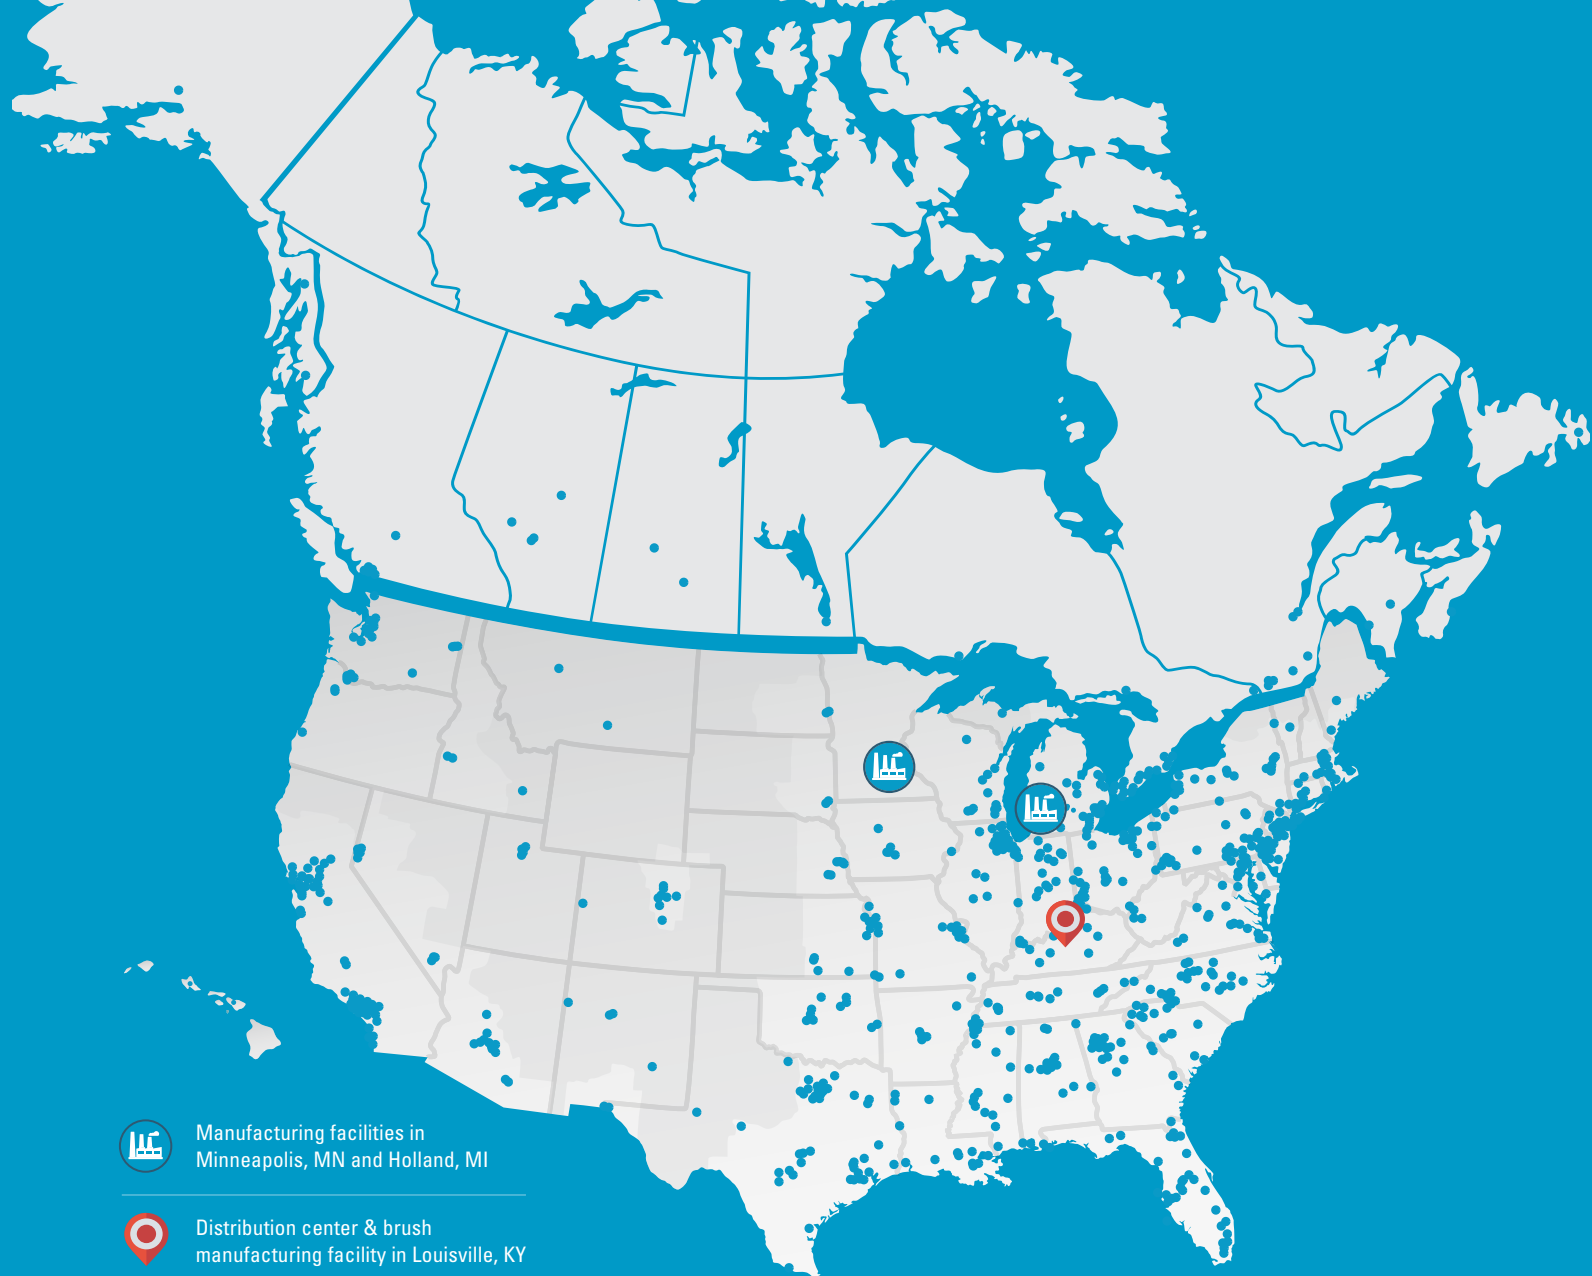 Manufacturing facilities in
Minneapolis, MN and Holland, MI
Distribution center & brush
manufacturing facility in Louisville, KY